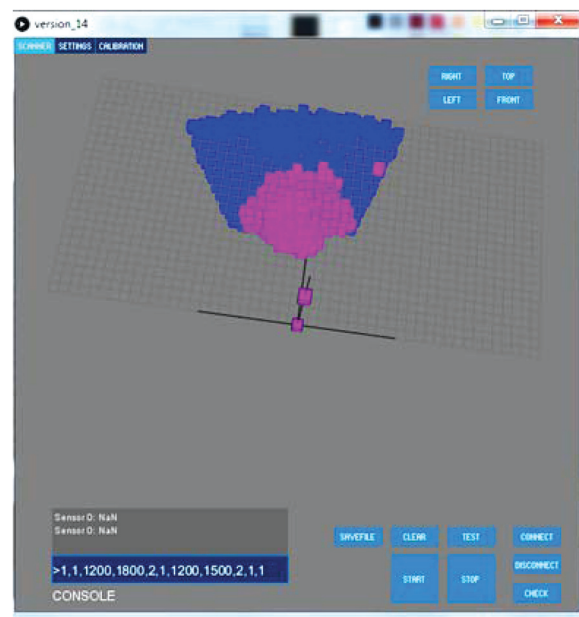 version_14
SCANNER SETTINGS CALIBRATION
RIGHT TOP
LEFT FRONT
Sensor0: NaN
Sensor0: NaN
>1,1,1200,1800,2,1,1200,1500,2,1,1
CONSOLE
SAVEFILE CLEAR TEST CONNECT
DISCONNECT
START STOP
CHECK